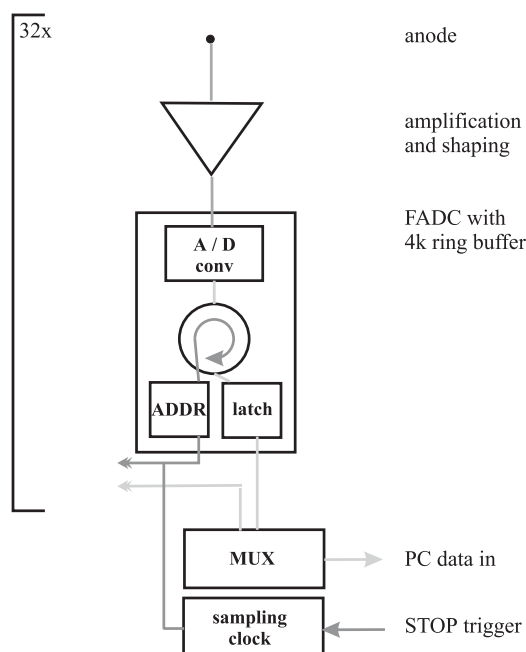 32x
anode
amplification
and shaping
FADC with
4k ring buffer
A / D
conv
ADDR
latch
MUX
PC data in
sampling
clock
STOP trigger